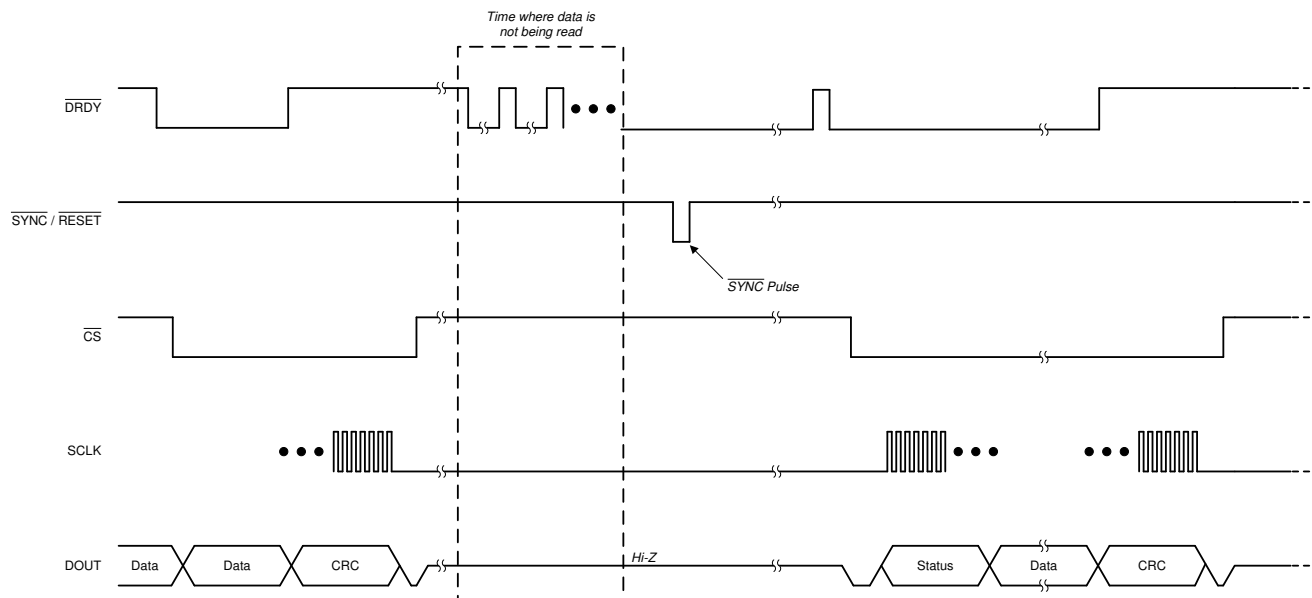 Time where data is
not being read
DRDY
SYNC / RESET
SYNC Pulse
CS
SCLK
DOUT
Data
Data
CRC
Hi-Z
Status
Data
CRC